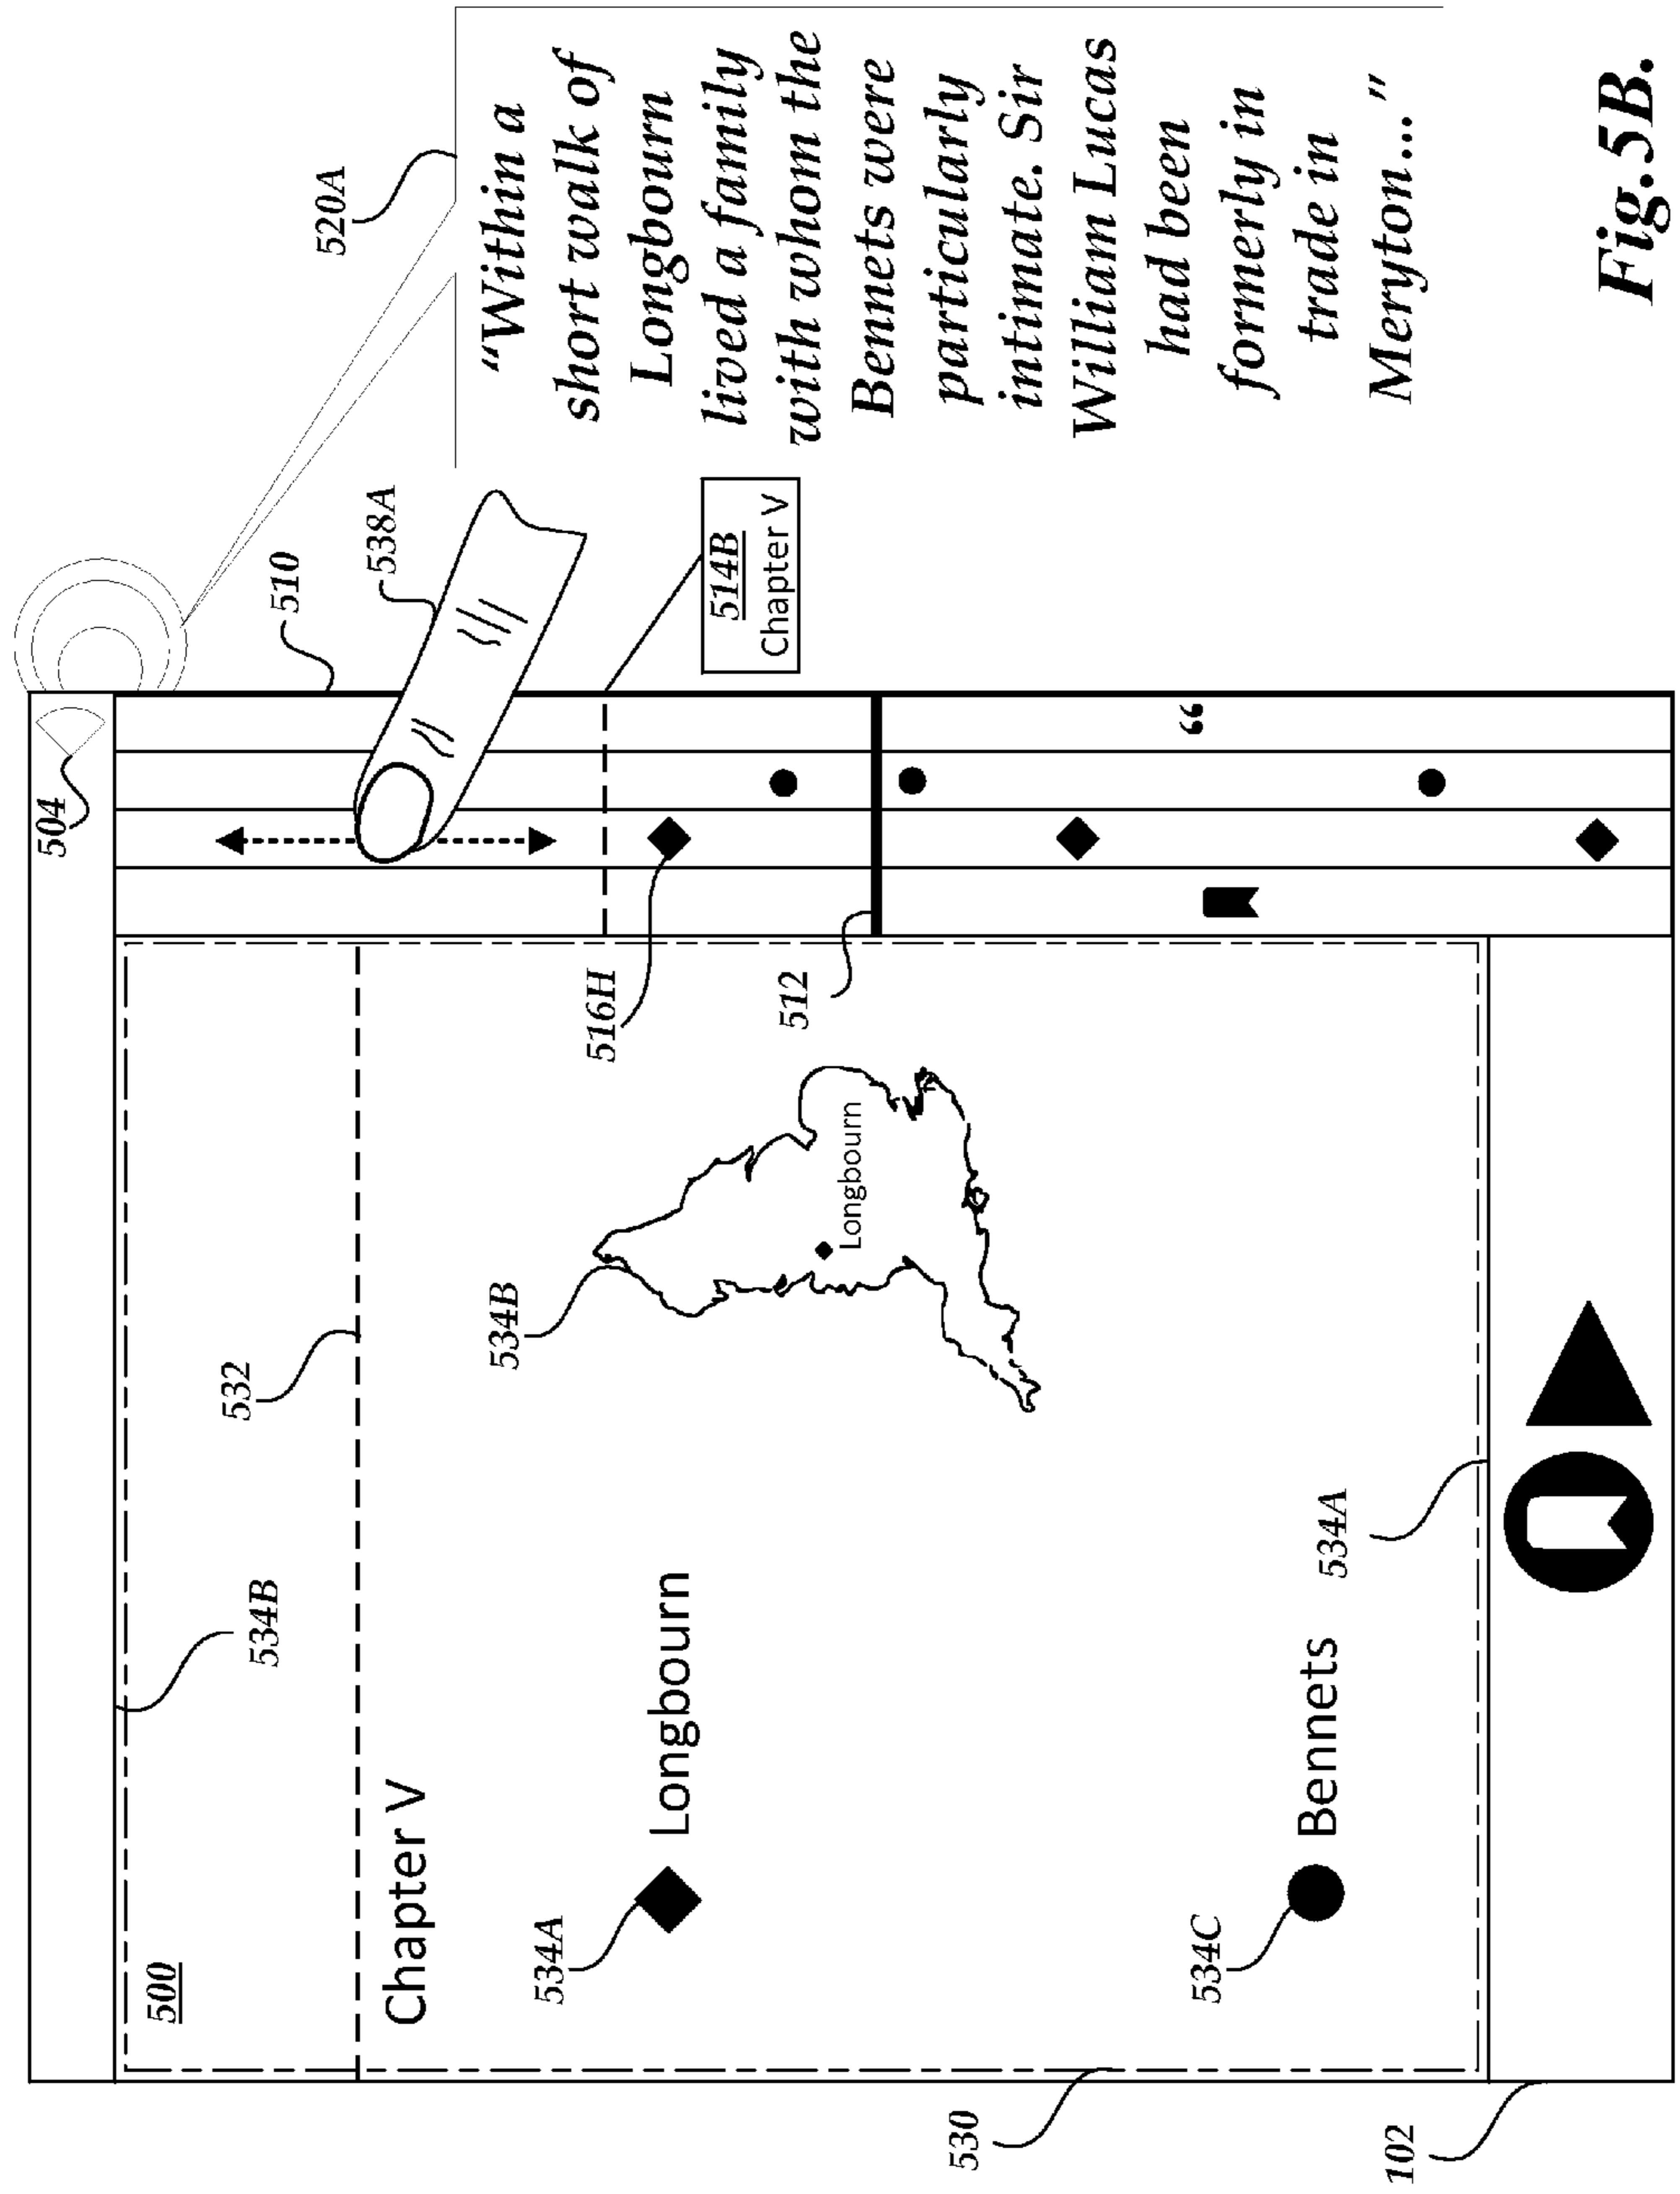 504
500
532
534B
510
520A
538A
Chapter V
534B
534A
516H
Longbourn
514B
Chapter V
512
Longbourn
530
“
534C
Bennets
534A
102
“Within a
short walk of
Longbourn
lived a family
with whom the
Bennets were
particularly
intimate. Sir
William Lucas
had been
formerly in
trade in
Meryton...”
Fig.5B.